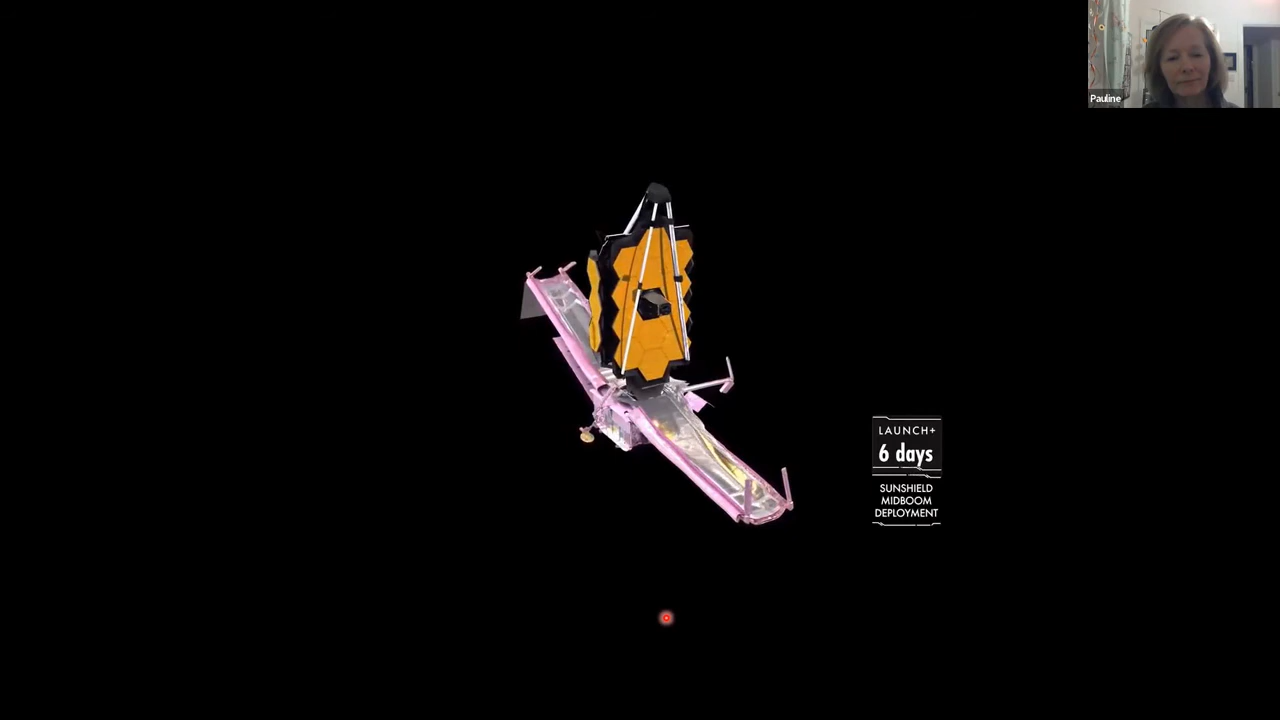 Pauline
LAUNCH+
6 days
SUNSHIELD
MIDBOOM
DEPLOYMENT